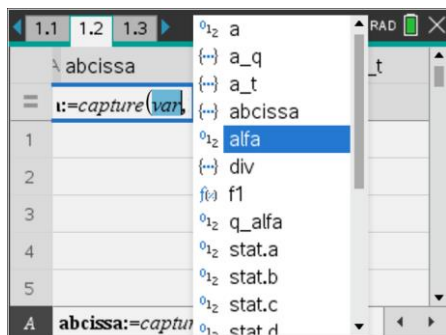 1.1 1.2 1.3 RAD
A abcissa _t
= :=capture(var,
1
2
3
4
5
A abcissa:=captur
a
a_q
a_t
abcissa
alfa
div
f1
q_alfa
stat.a
stat.b
stat.c
stat.d